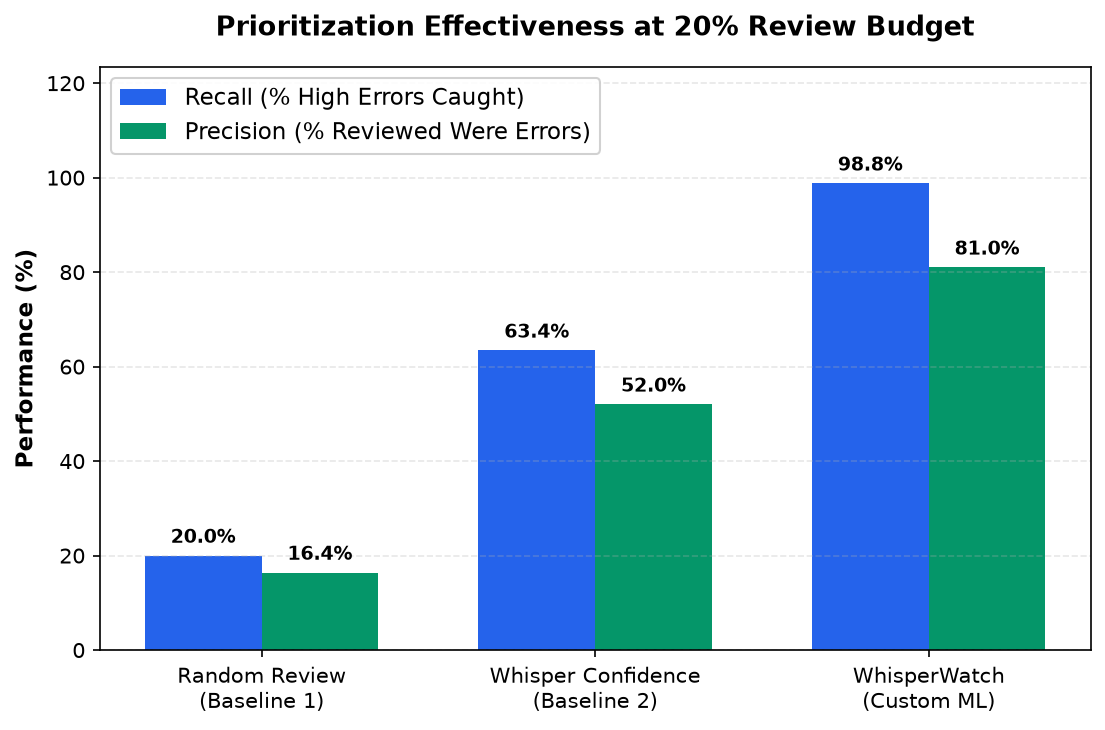 Prioritization Effectiveness at 20% Review Budget
120
100
80
60
40
20
0
Performance (%)
Recall (% High Errors Caught)
Precision (% Reviewed Were Errors)
20.0%
16.4%
63.4%
52.0%
98.8%
81.0%
Random Review
(Baseline 1)
Whisper Confidence
(Baseline 2)
WhisperWatch
(Custom ML)